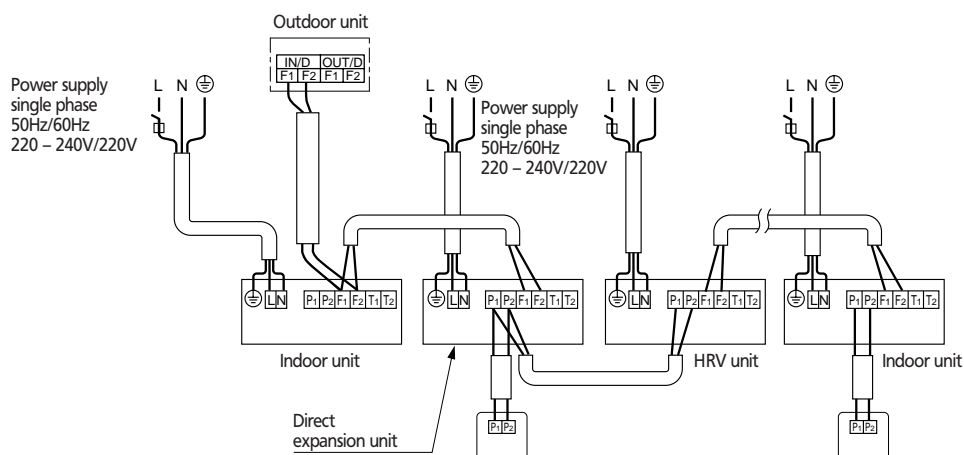 Outdoor unit
IN/D OUT/D
F1 F2 F1 F2
Power supply
single phase
50Hz/60Hz
220 – 240V/220V
L N
L N
Power supply
single phase
50Hz/60Hz
220 – 240V/220V
L N
L N
L N P1 P2 F1 F2 T1 T2
L N P1 P2 F1 F2 T1 T2
L N P1 P2 F1 F2 T1 T2
L N P1 P2 F1 F2 T1 T2
Indoor unit
HRV unit
Indoor unit
Direct
expansion unit
P1 P2
P1 P2